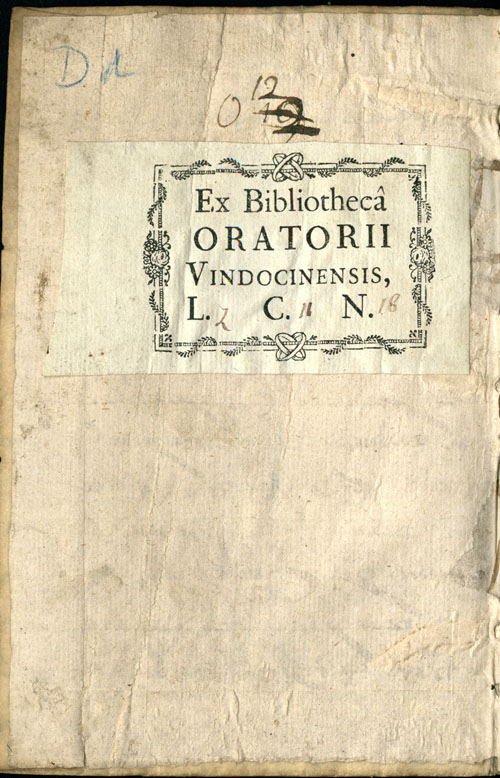 Dd
12
O
Ex Bibliothecâ
ORATORII
VINDOCINENSIS,
L. 2 C. 11 N. 18